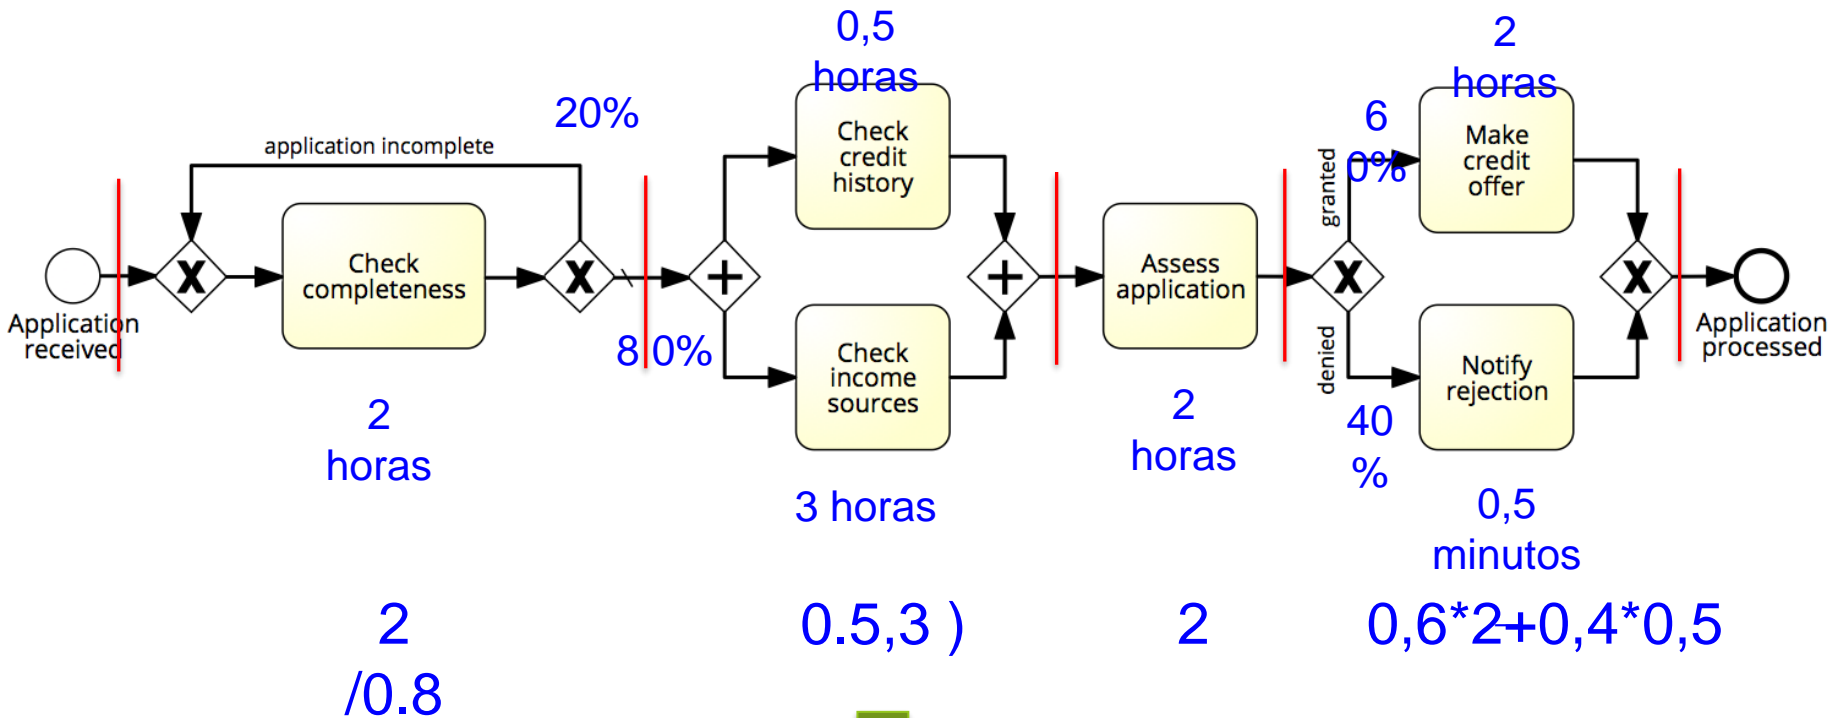 0,5
horas
2
horas
20%
6
0%
application incomplete
Check
credit
history
granted
Make
credit
offer
X
Check
completeness
X
+
+
Assess
application
X
X
Application
received
8 0%
Check
income
sources
denied
Notify
rejection
Application
processed
2
horas
3 horas
2
horas
40
%
0,5
minutos
2
/0.8
0.5,3 )
2
0,6*2+0,4*0,5